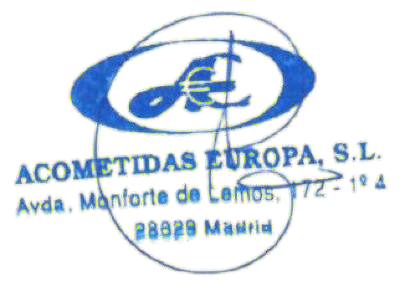 ACOMETIDAS EUROPA, S.L.
Avda. Monforte de Lemos, 172 - 1º 4
28029 Madrid